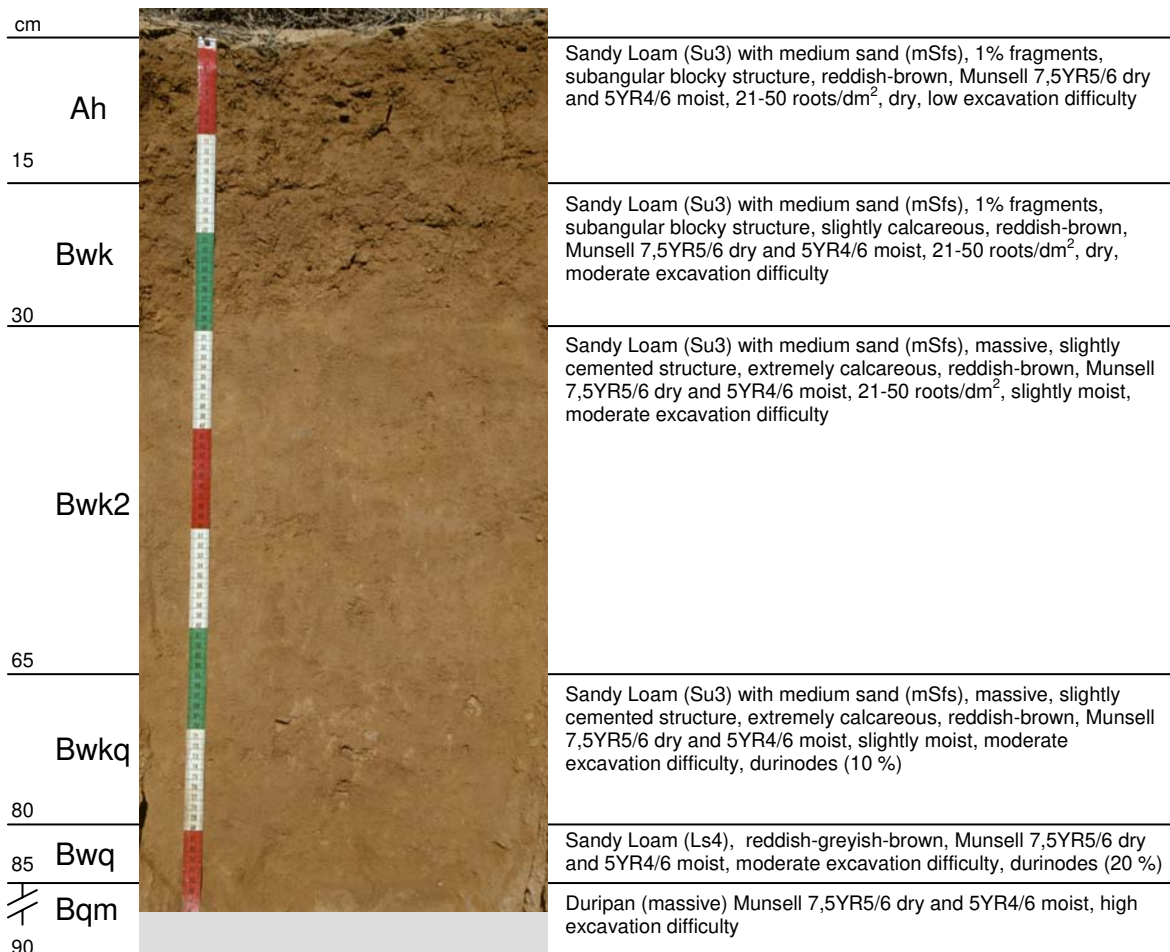 cm
Ah
Sandy Loam (Su3) with medium sand (mSfs), 1% fragments,
subangular blocky structure, reddish-brown, Munsell 7,5YR5/6 dry
and 5YR4/6 moist, 21-50 roots/dm², dry, low excavation difficulty
15
Bwk
Sandy Loam (Su3) with medium sand (mSfs), 1% fragments,
subangular blocky structure, slightly calcareous, reddish-brown,
Munsell 7,5YR5/6 dry and 5YR4/6 moist, 21-50 roots/dm², dry,
moderate excavation difficulty
30
Bwk2
Sandy Loam (Su3) with medium sand (mSfs), massive, slightly
cemented structure, extremely calcareous, reddish-brown, Munsell
7,5YR5/6 dry and 5YR4/6 moist, 21-50 roots/dm², slightly moist,
moderate excavation difficulty
65
Bwkq
Sandy Loam (Su3) with medium sand (mSfs), massive, slightly
cemented structure, extremely calcareous, reddish-brown, Munsell
7,5YR5/6 dry and 5YR4/6 moist, slightly moist, moderate
excavation difficulty, durinodes (10 %)
80
Bwq
Sandy Loam (Ls4), reddish-greyish-brown, Munsell 7,5YR5/6 dry
and 5YR4/6 moist, moderate excavation difficulty, durinodes (20 %)
85
Bqm
Duripan (massive) Munsell 7,5YR5/6 dry and 5YR4/6 moist, high
excavation difficulty
90